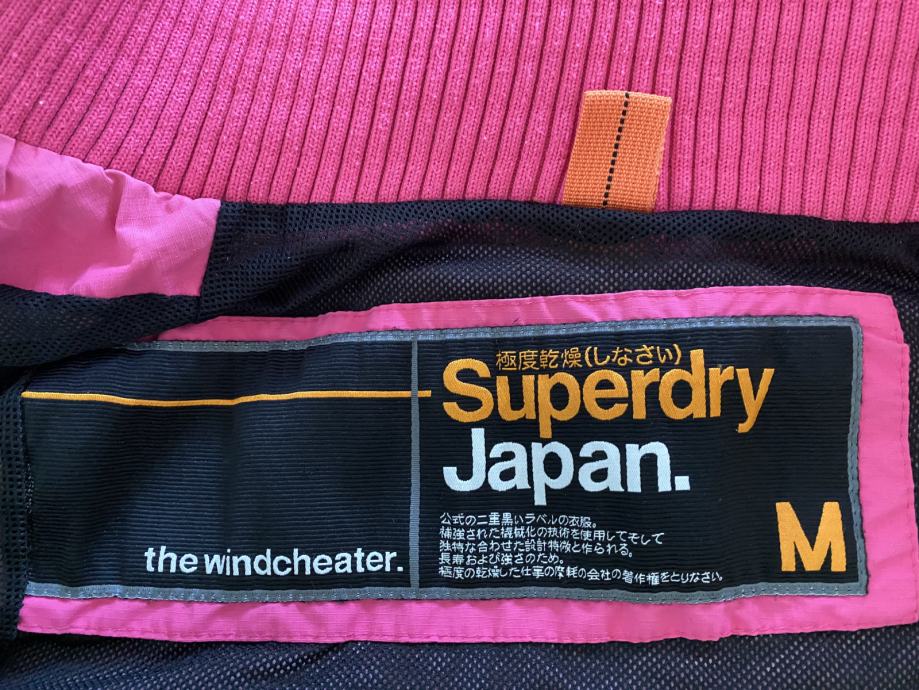 極度乾燥(しなさい)
Superdry
Japan.
公式の二重黒いラベルの衣服。
補強された機械化の技術を使用してそして
独特な合わせた設計特徴と作られる。
長寿および強さのため。
極度の乾燥した仕事の摩耗の会社の著作権をとりなさい。
M
the windcheater.